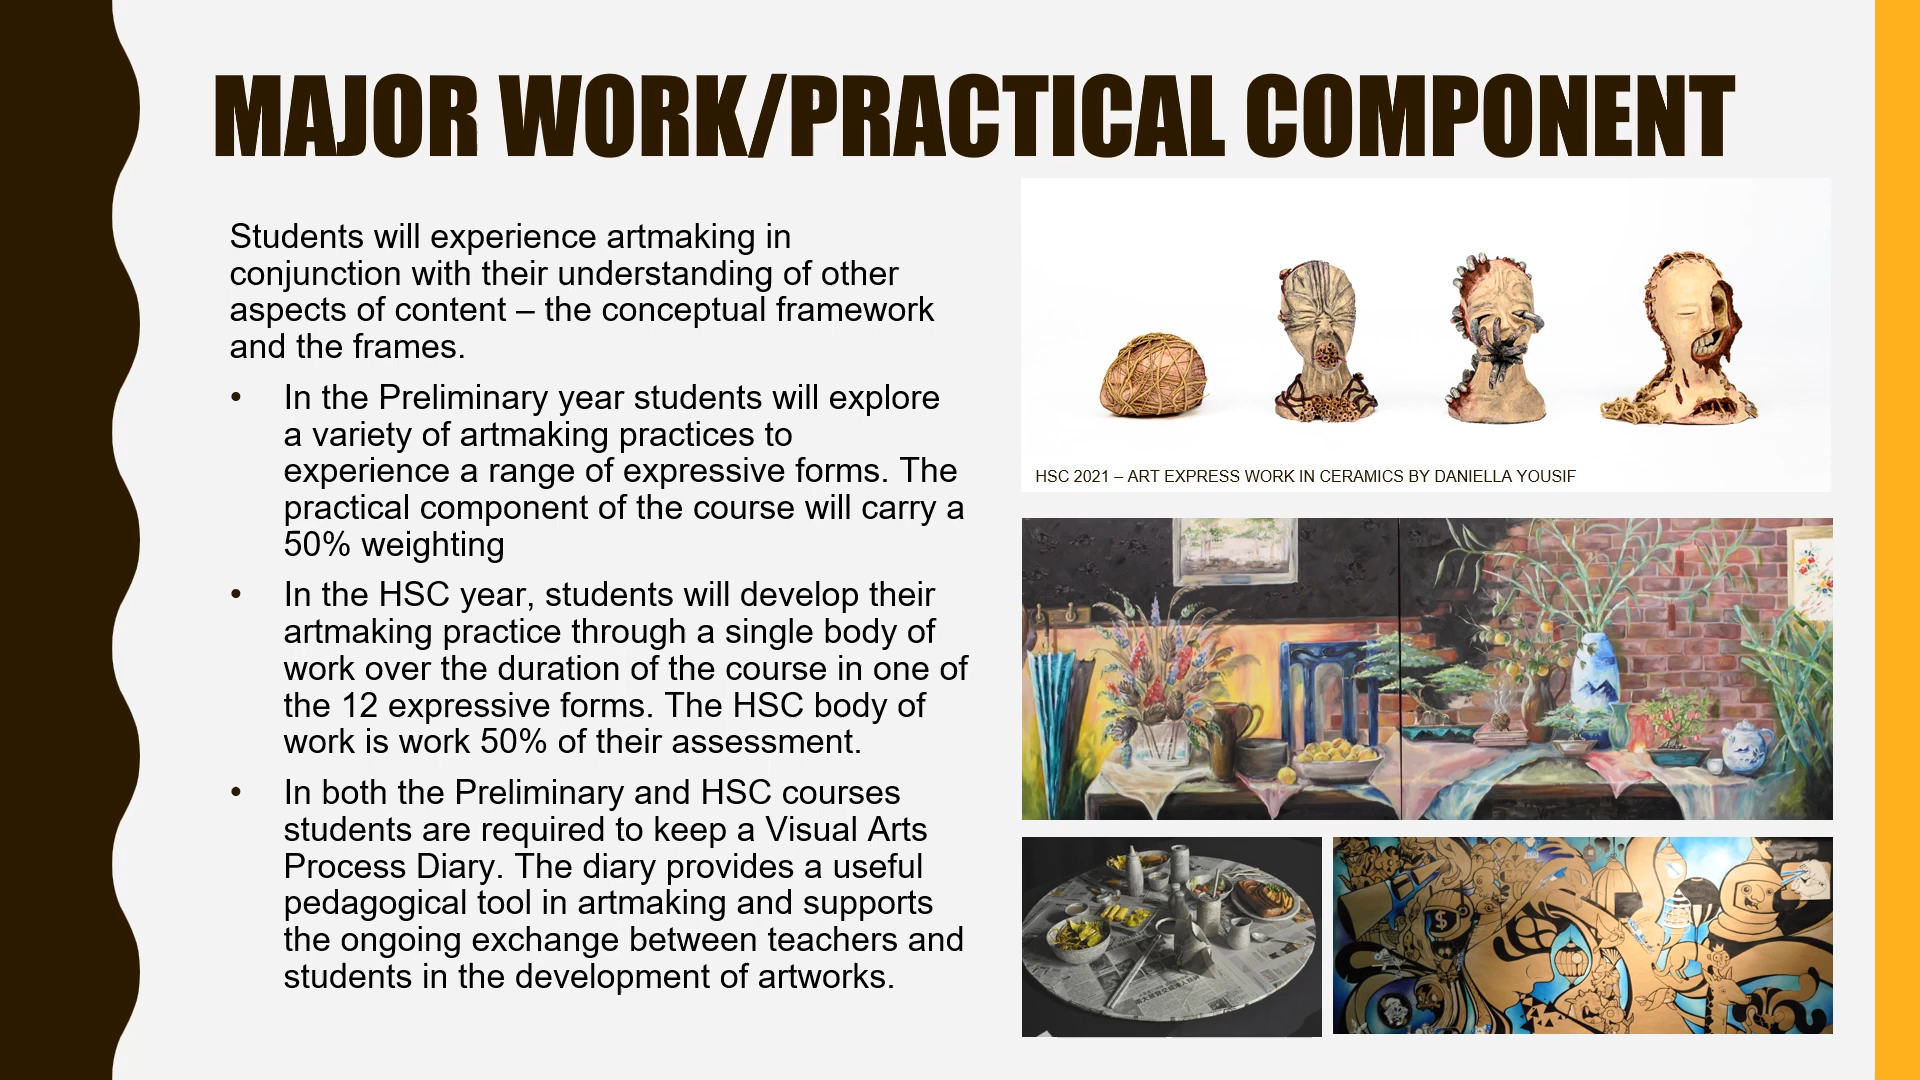 MAJOR WORK/PRACTICAL COMPONENT
Students will experience artmaking in
conjunction with their understanding of other
aspects of content – the conceptual framework
and the frames.
• In the Preliminary year students will explore
a variety of artmaking practices to
experience a range of expressive forms. The
practical component of the course will carry a
50% weighting
• In the HSC year, students will develop their
artmaking practice through a single body of
work over the duration of the course in one of
the 12 expressive forms. The HSC body of
work is work 50% of their assessment.
• In both the Preliminary and HSC courses
students are required to keep a Visual Arts
Process Diary. The diary provides a useful
pedagogical tool in artmaking and supports
the ongoing exchange between teachers and
students in the development of artworks.
HSC 2021 – ART EXPRESS WORK IN CERAMICS BY DANIELLA YOUSIF
$